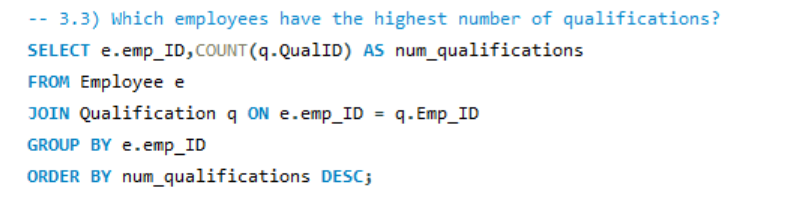 -- 3.3) Which employees have the highest number of qualifications?
SELECT e.emp_ID,COUNT(q.QualID) AS num_qualifications
FROM Employee e
JOIN Qualification q ON e.emp_ID = q.Emp_ID
GROUP BY e.emp_ID
ORDER BY num_qualifications DESC;